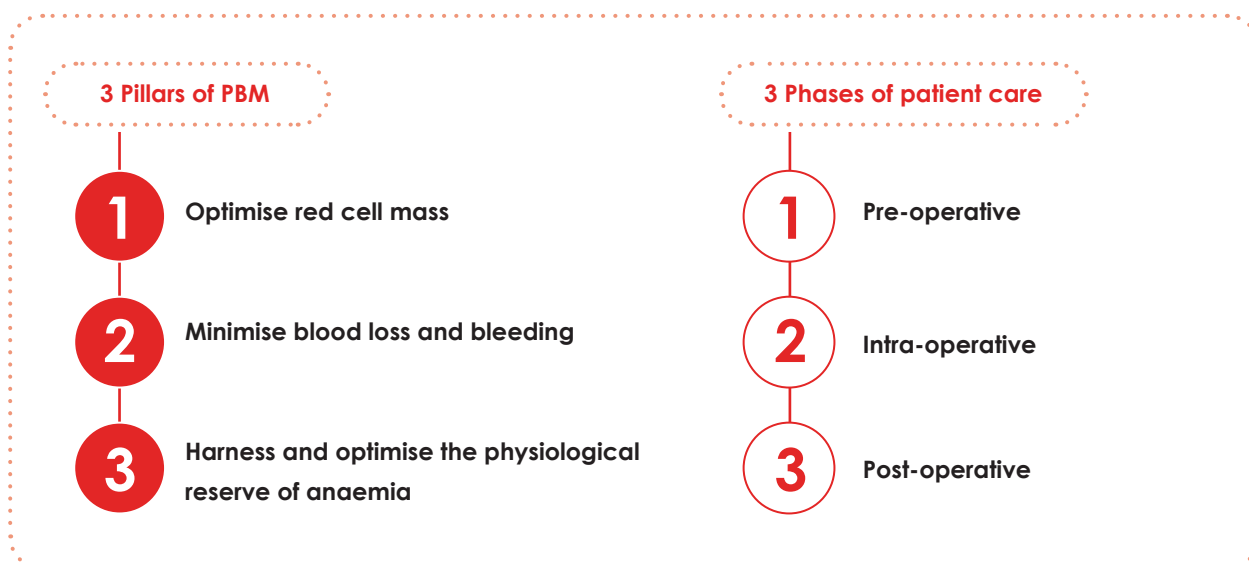 3 Pillars of PBM
1
Optimise red cell mass
2
Minimise blood loss and bleeding
3
Harness and optimise the physiological
reserve of anaemia
3 Phases of patient care
1
Pre-operative
2
Intra-operative
3
Post-operative